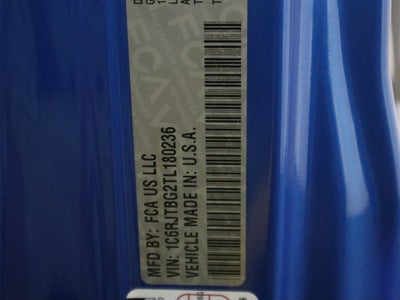 MFD BY: FCA US LLC
VIN: 1C6RJTBG2TL180236
VEHICLE MADE IN: U.S.A.